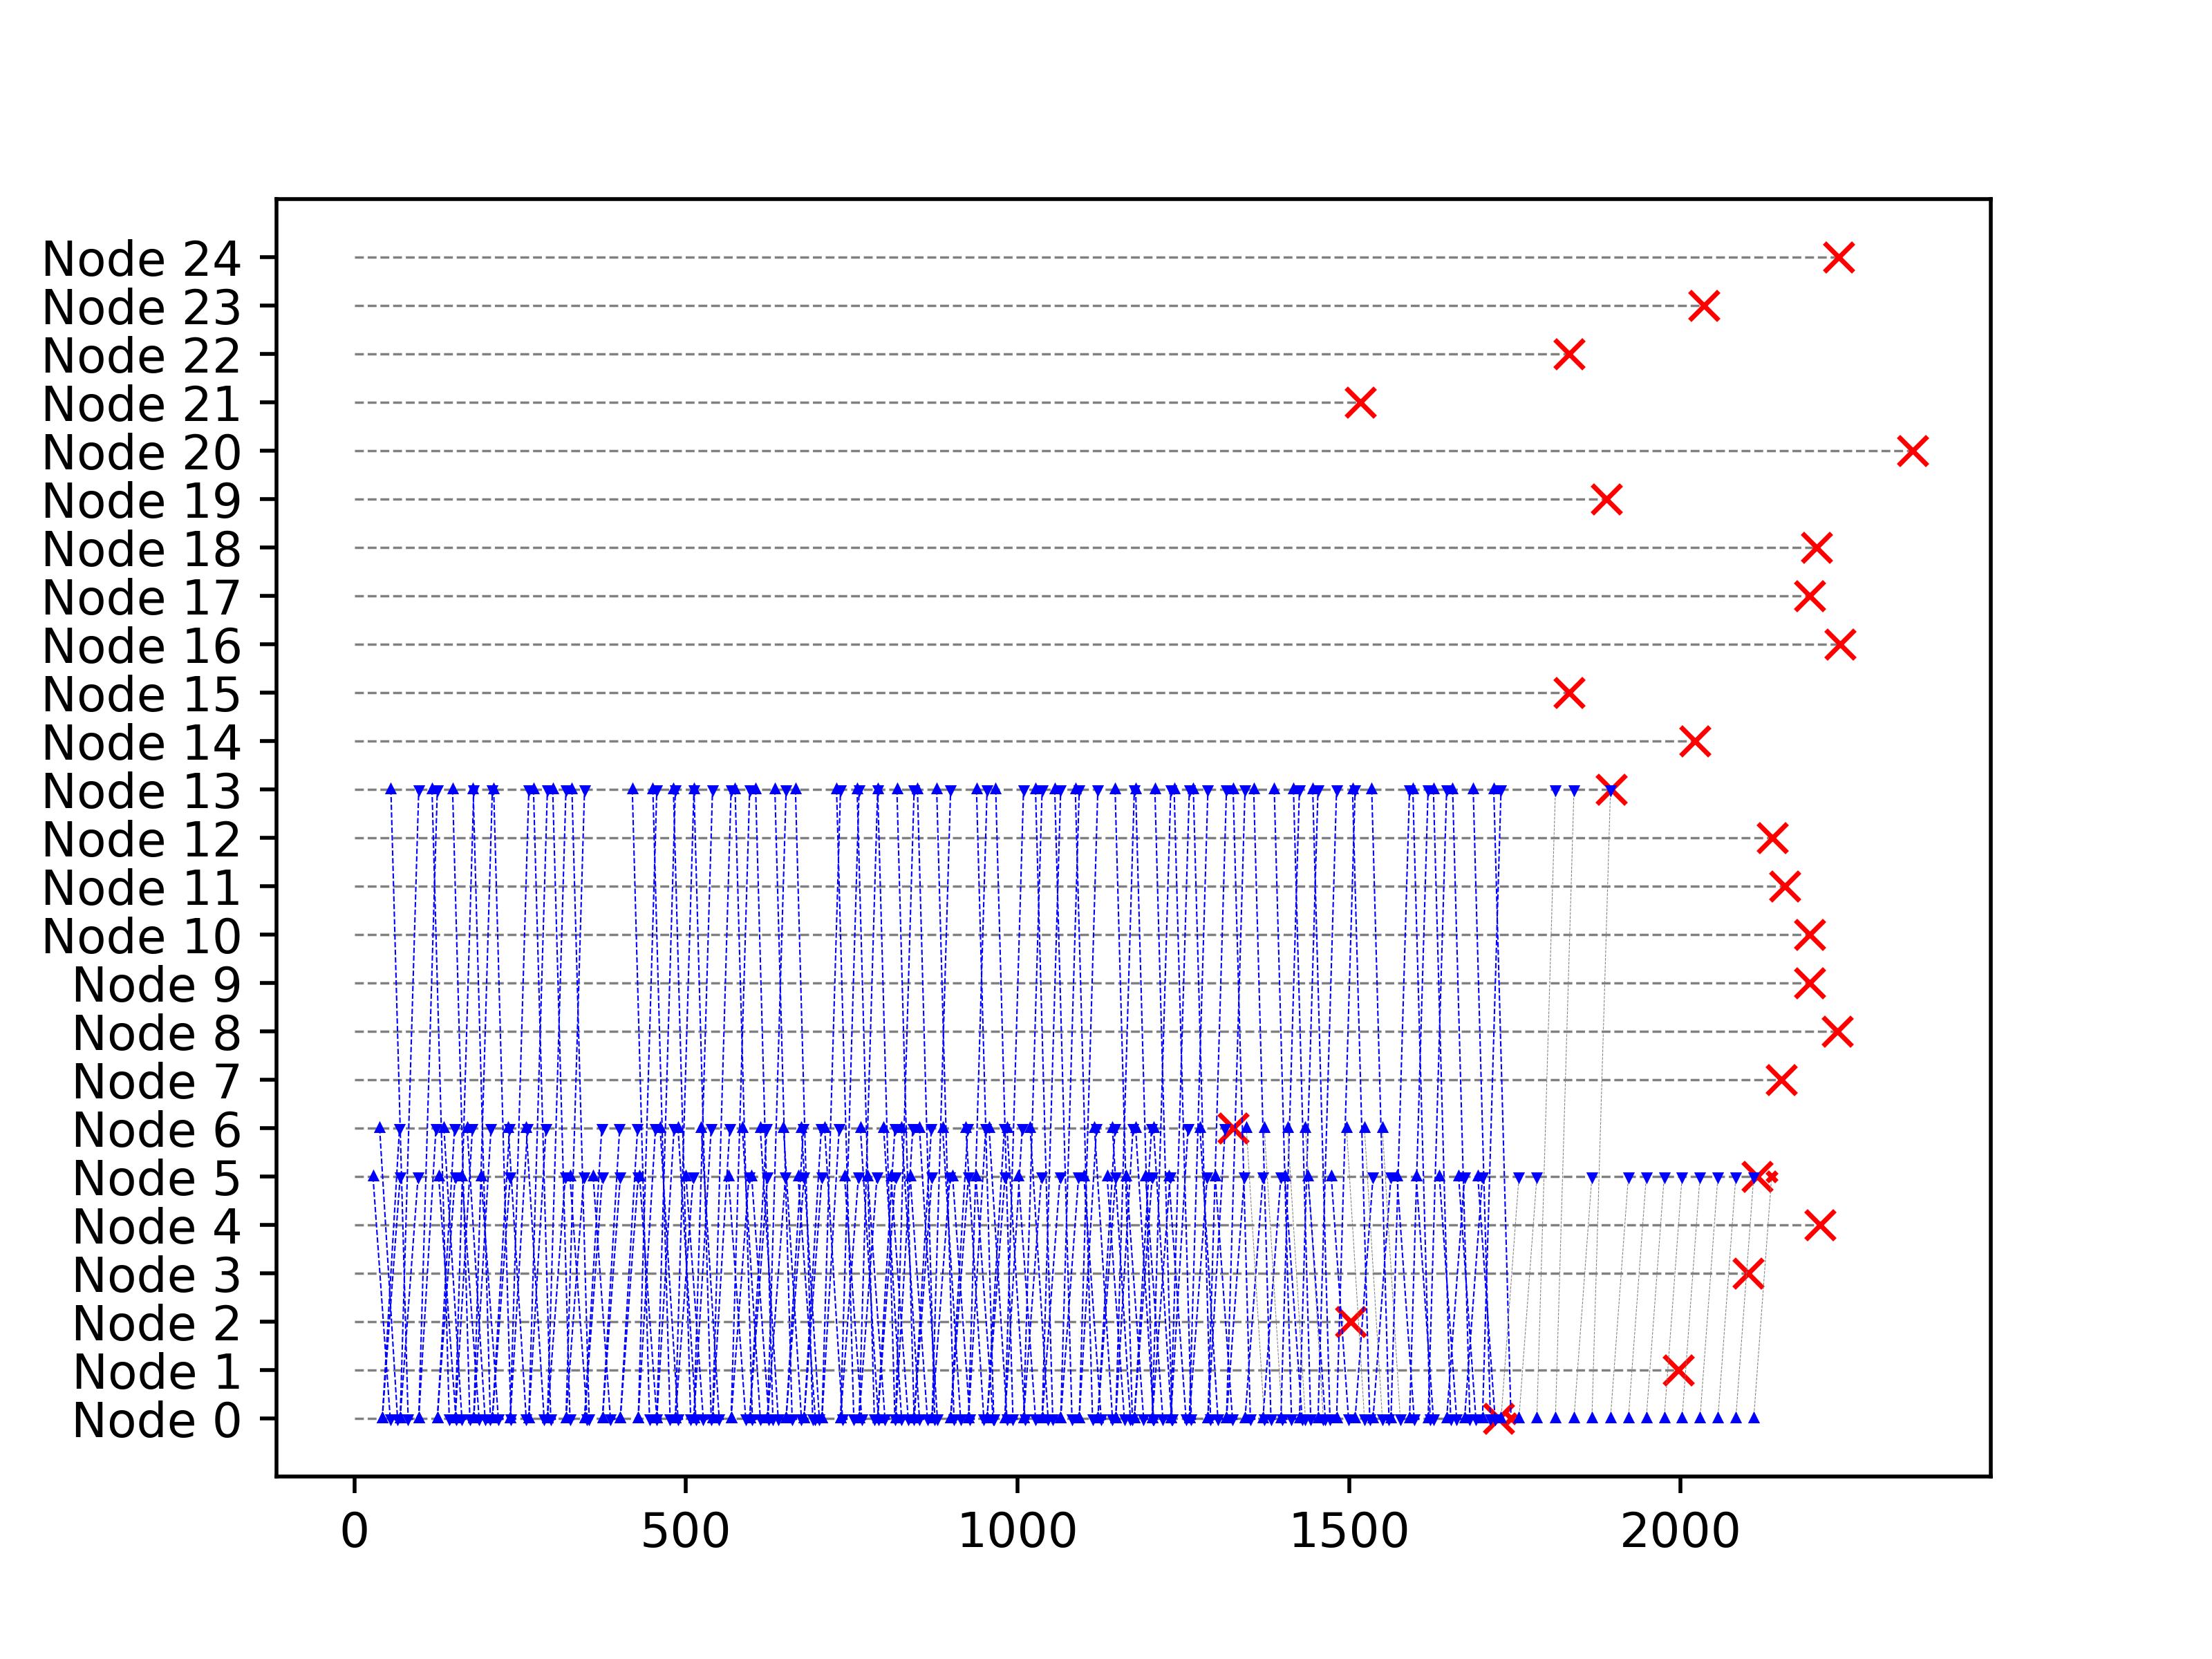 Node 24
Node 23
Node 22
Node 21
Node 20
Node 19
Node 18
Node 17
Node 16
Node 15
Node 14
Node 13
Node 12
Node 11
Node 10
Node 9
Node 8
Node 7
Node 6
Node 5
Node 4
Node 3
Node 2
Node 1
Node 0
0 500 1000 1500 2000